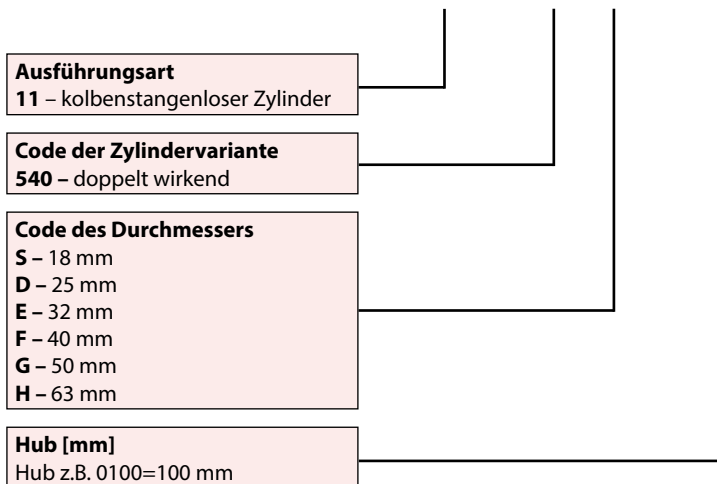 Ausführungsart
11 – kolbenstangenloser Zylinder
Code der Zylindervariante
540 – doppelt wirkend
Code des Durchmessers
S – 18 mm
D – 25 mm
E – 32 mm
F – 40 mm
G – 50 mm
H – 63 mm
Hub [mm]
Hub z.B. 0100=100 mm